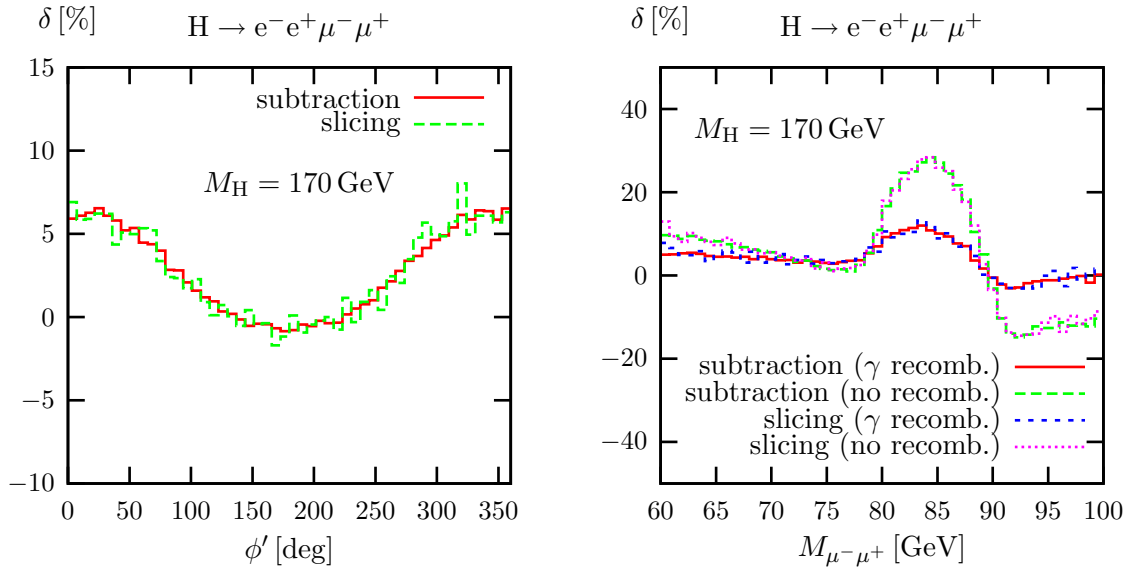 δ [%]
H → e⁻e⁺μ⁻μ⁺
15
10
5
0
−5
−10
subtraction
slicing
M_H = 170 GeV
0 50 100 150 200 250 300 350
ϕ′ [deg]
δ [%]
H → e⁻e⁺μ⁻μ⁺
40
20
0
−20
−40
M_H = 170 GeV
subtraction (γ recomb.)
subtraction (no recomb.)
slicing (γ recomb.)
slicing (no recomb.)
60 65 70 75 80 85 90 95 100
M_μ⁻μ⁺ [GeV]